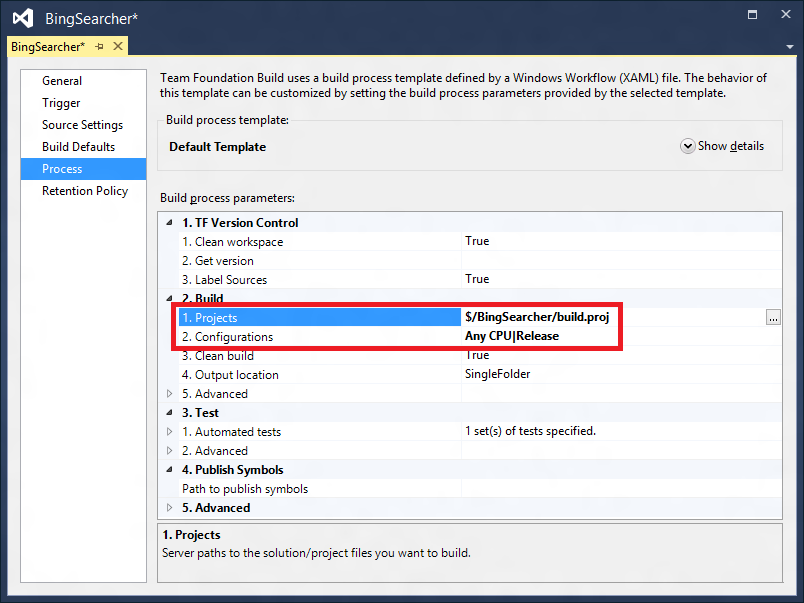 BingSearcher*
BingSearcher*
General
Trigger
Source Settings
Build Defaults
Process
Retention Policy
Team Foundation Build uses a build process template defined by a Windows Workflow (XAML) file. The behavior of
this template can be customized by setting the build process parameters provided by the selected template.
Build process template:
Default Template
Show details
Build process parameters:
1. TF Version Control
1. Clean workspace True
2. Get version
3. Label Sources True
2. Build
1. Projects $/BingSearcher/build.proj ...
2. Configurations Any CPU|Release
3. Clean build True
4. Output location SingleFolder
5. Advanced
3. Test
1. Automated tests 1 set(s) of tests specified.
2. Advanced
4. Publish Symbols
Path to publish symbols
5. Advanced
1. Projects
Server paths to the solution/project files you want to build.